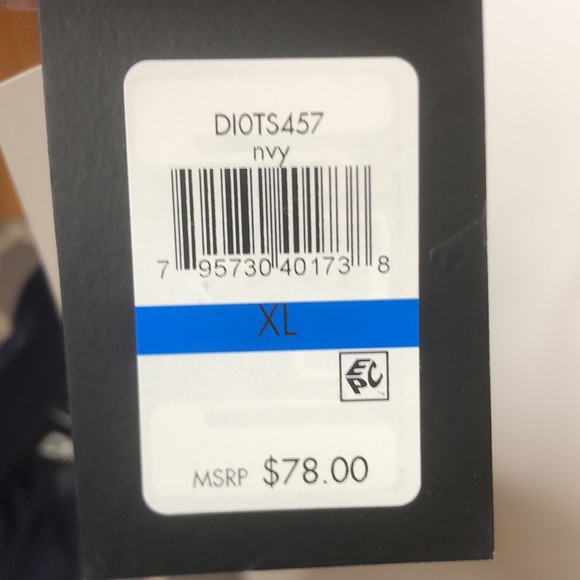 DI0TS457
nvy
7 95730 40173 8
XL
EPC
MSRP $78.00